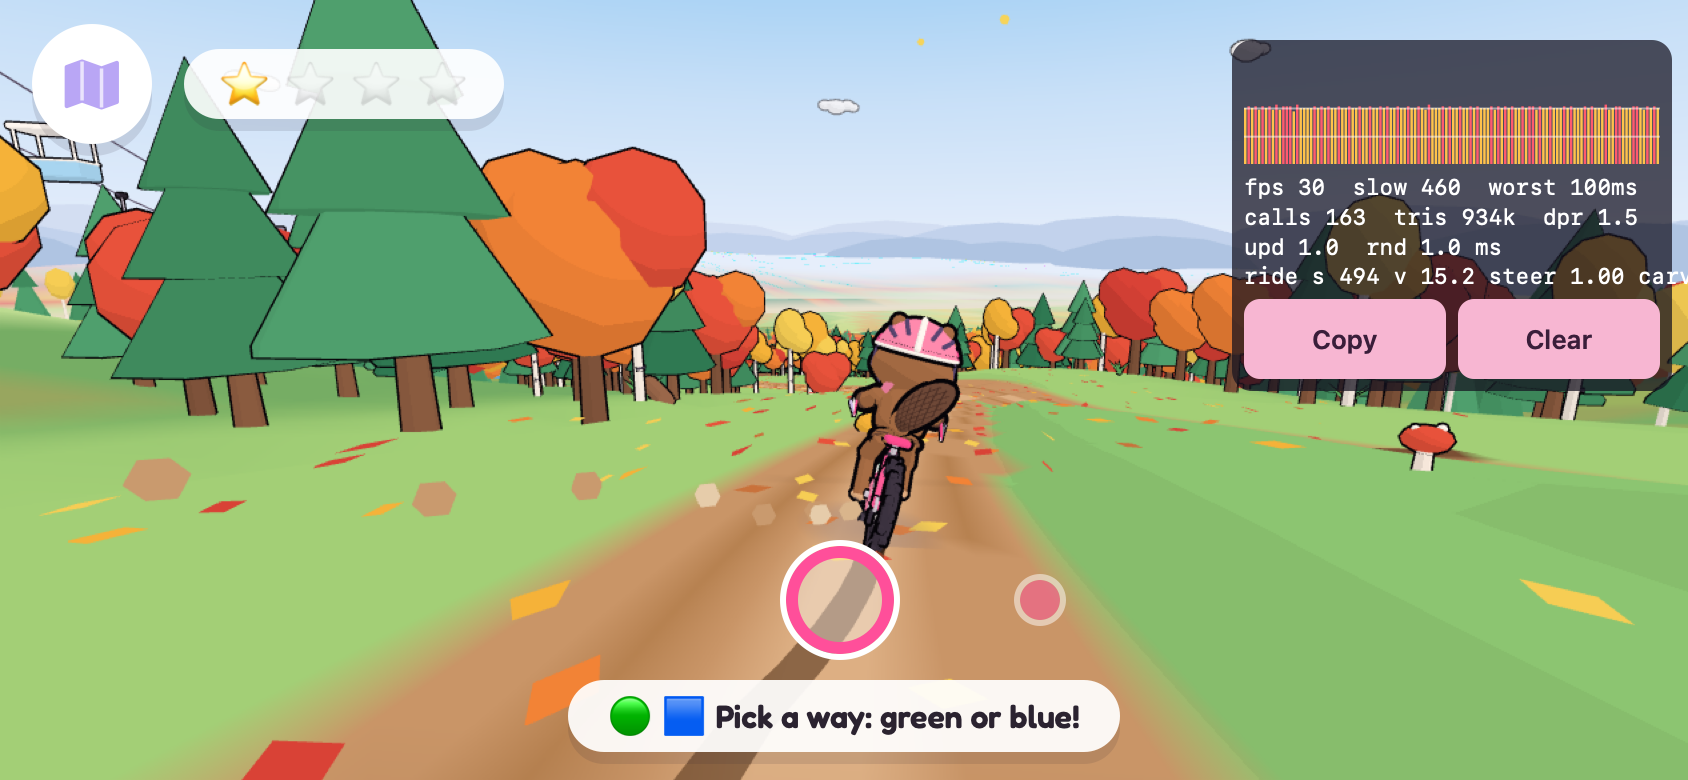 fps 30 slow 460 worst 100ms
calls 163 tris 934k dpr 1.5
upd 1.0 rnd 1.0 ms
ride s 494 v 15.2 steer 1.00 carv
Copy Clear
Pick a way: green or blue!